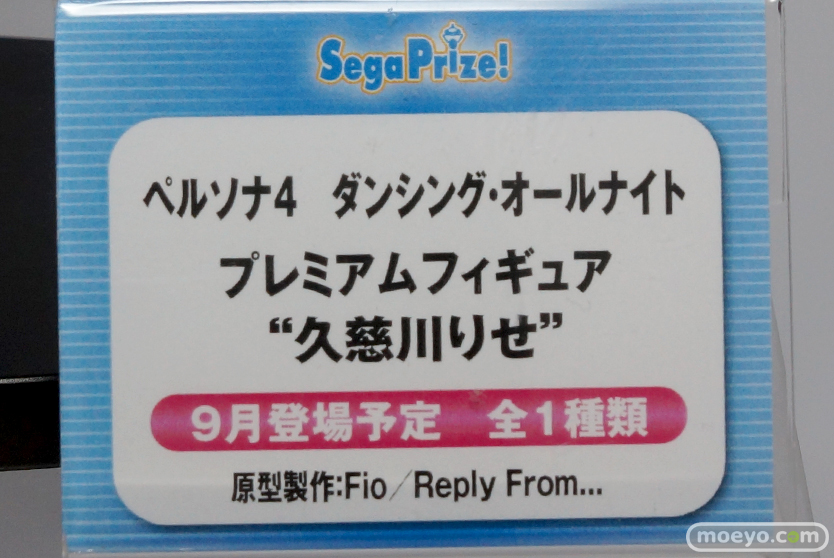 SegaPrize!
ペルソナ4　ダンシング・オールナイト
プレミアムフィギュア
“久慈川りせ”
9月登場予定　全1種類
原型製作:Fio／Reply From...
moeyo.com